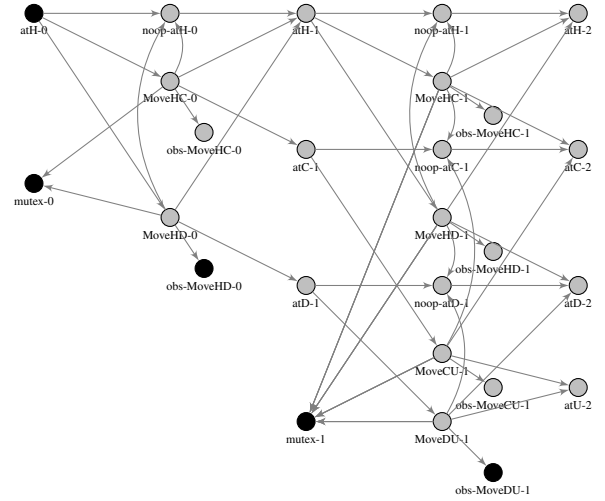 atH-0
noop-atH-0
atH-1
noop-atH-1
atH-2
MoveHC-0
MoveHC-1
obs-MoveHC-0
obs-MoveHC-1
atC-1
noop-atC-1
atC-2
mutex-0
MoveHD-0
MoveHD-1
obs-MoveHD-0
obs-MoveHD-1
atD-1
noop-atD-1
atD-2
MoveCU-1
obs-MoveCU-1
atU-2
mutex-1
MoveDU-1
obs-MoveDU-1